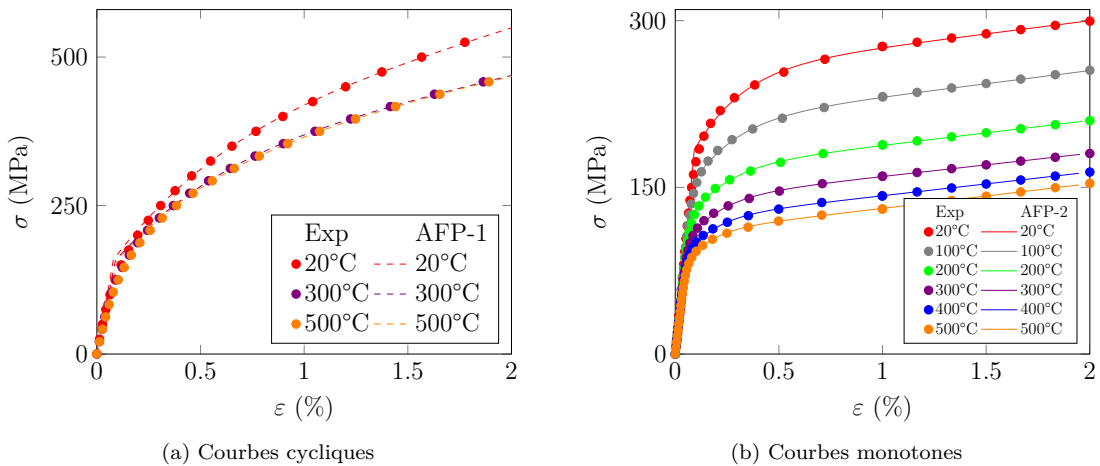 500
250
0
0 0.5 1 1.5 2
σ (MPa)
ε (%)
Exp AFP-1
20°C 20°C
300°C 300°C
500°C 500°C
(a) Courbes cycliques
300
150
0
0 0.5 1 1.5 2
σ (MPa)
ε (%)
Exp AFP-2
20°C 20°C
100°C 100°C
200°C 200°C
300°C 300°C
400°C 400°C
500°C 500°C
(b) Courbes monotones